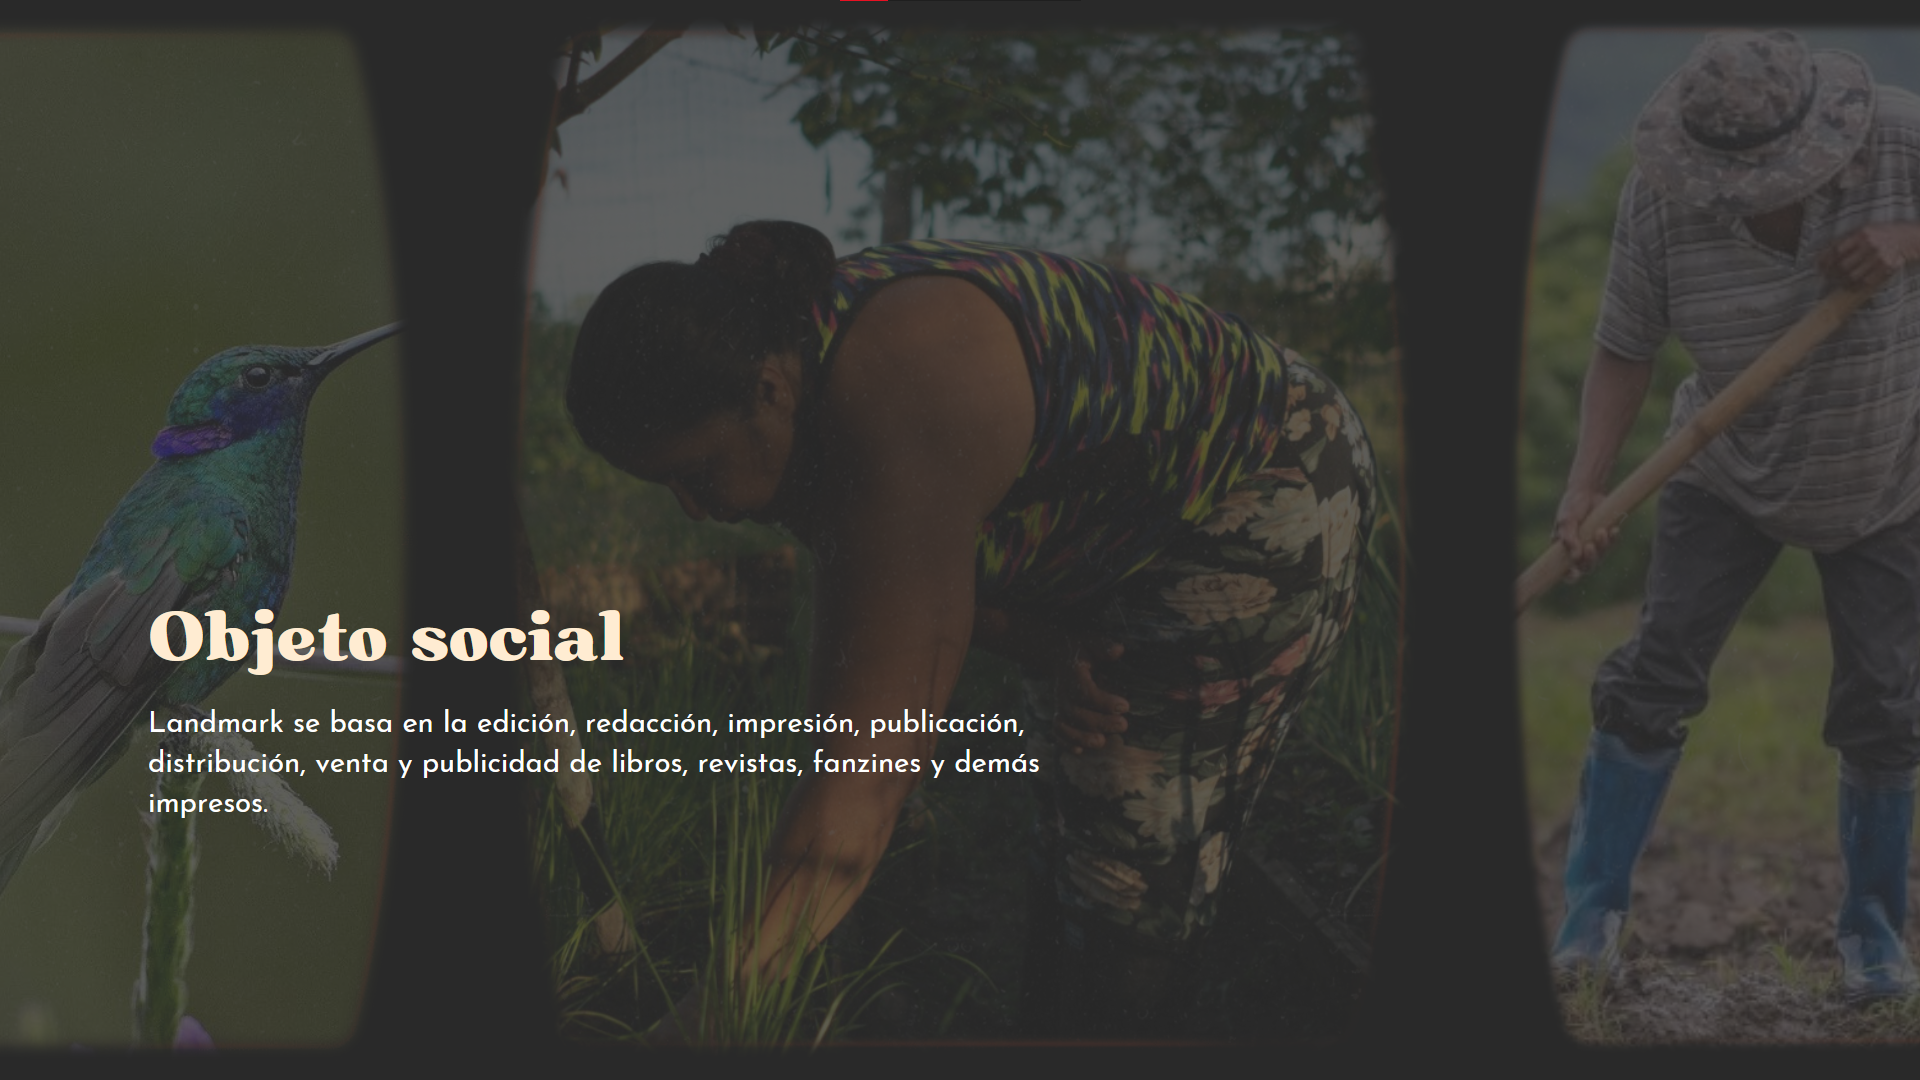 Objeto social
Landmark se basa en la edición, redacción, impresión, publicación,
distribución, venta y publicidad de libros, revistas, fanzines y demás
impresos.